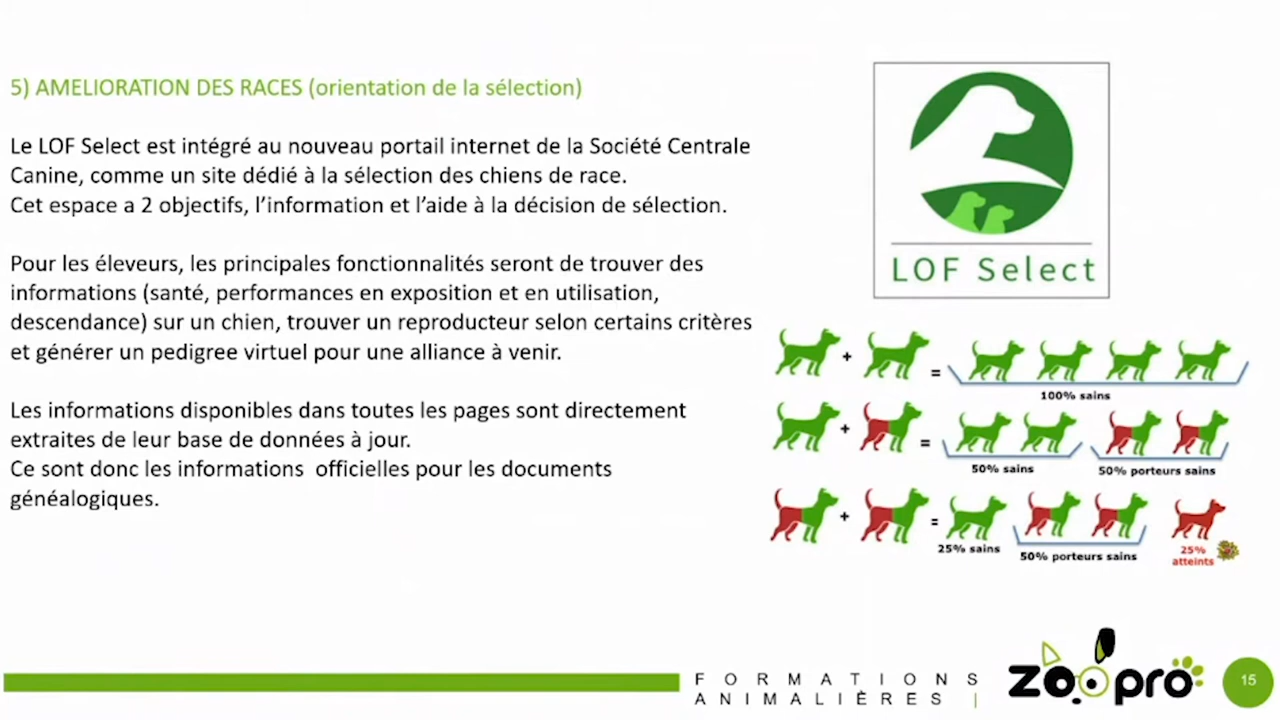 5) AMELIORATION DES RACES (orientation de la sélection)
Le LOF Select est intégré au nouveau portail internet de la Société Centrale
Canine, comme un site dédié à la sélection des chiens de race.
Cet espace a 2 objectifs, l’information et l’aide à la décision de sélection.
Pour les éleveurs, les principales fonctionnalités seront de trouver des
informations (santé, performances en exposition et en utilisation,
descendance) sur un chien, trouver un reproducteur selon certains critères
et générer un pedigree virtuel pour une alliance à venir.
Les informations disponibles dans toutes les pages sont directement
extraites de leur base de données à jour.
Ce sont donc les informations officielles pour les documents
généalogiques.
LOF Select
+ =
100% sains
+ =
50% sains 50% porteurs sains
+ =
25% sains 50% porteurs sains 25%
atteints
FORMATIONS
ANIMALIÈRES |
zoopro
15